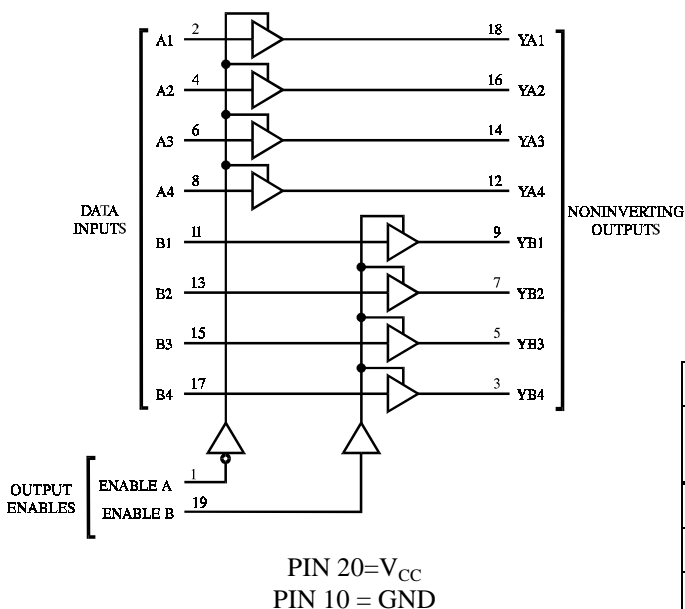 A1 2 18 YA1
A2 4 16 YA2
A3 6 14 YA3
A4 8 12 YA4
DATA
INPUTS
NONINVERTING
OUTPUTS
B1 11 9 YB1
B2 13 7 YB2
B3 15 5 YB3
B4 17 3 YB4
OUTPUT
ENABLES
ENABLE A 1
ENABLE B 19
PIN 20=VCC
PIN 10 = GND